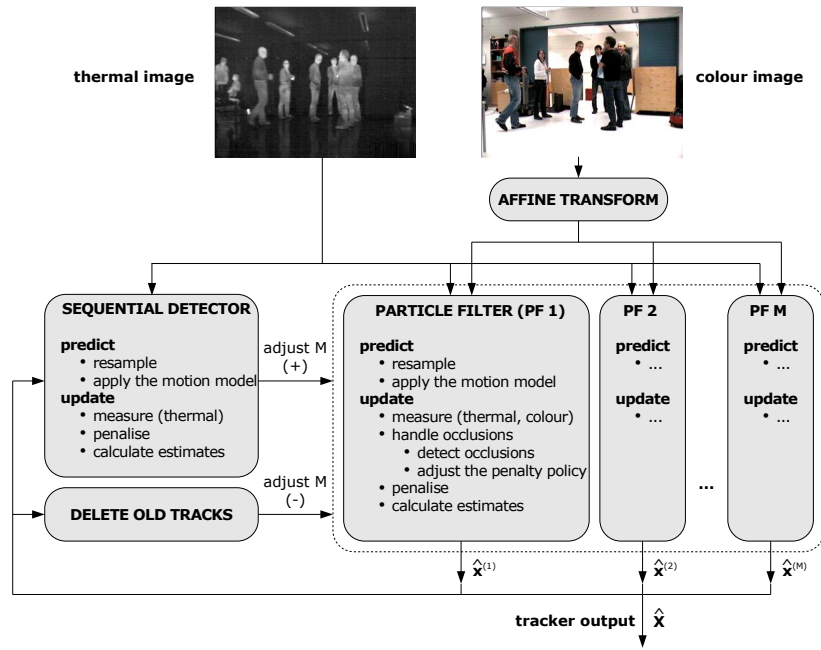 thermal image
colour image
AFFINE TRANSFORM
SEQUENTIAL DETECTOR
predict
• resample
• apply the motion model
update
• measure (thermal)
• penalise
• calculate estimates
adjust M
(+)
DELETE OLD TRACKS
adjust M
(-)
PARTICLE FILTER (PF 1)
predict
• resample
• apply the motion model
update
• measure (thermal, colour)
• handle occlusions
• detect occlusions
• adjust the penalty policy
• penalise
• calculate estimates
PF 2
predict
• ...
update
• ...
...
PF M
predict
• ...
update
• ...
x̂(1)
x̂(2)
x̂(M)
tracker output x̂